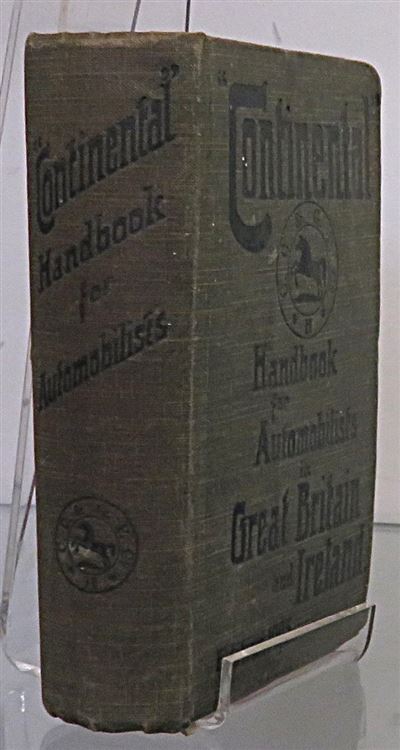 "Continental"
Handbook
for
Automobilists
"Continental"
Handbook
for
Automobilists
in
Great Britain
and
Ireland